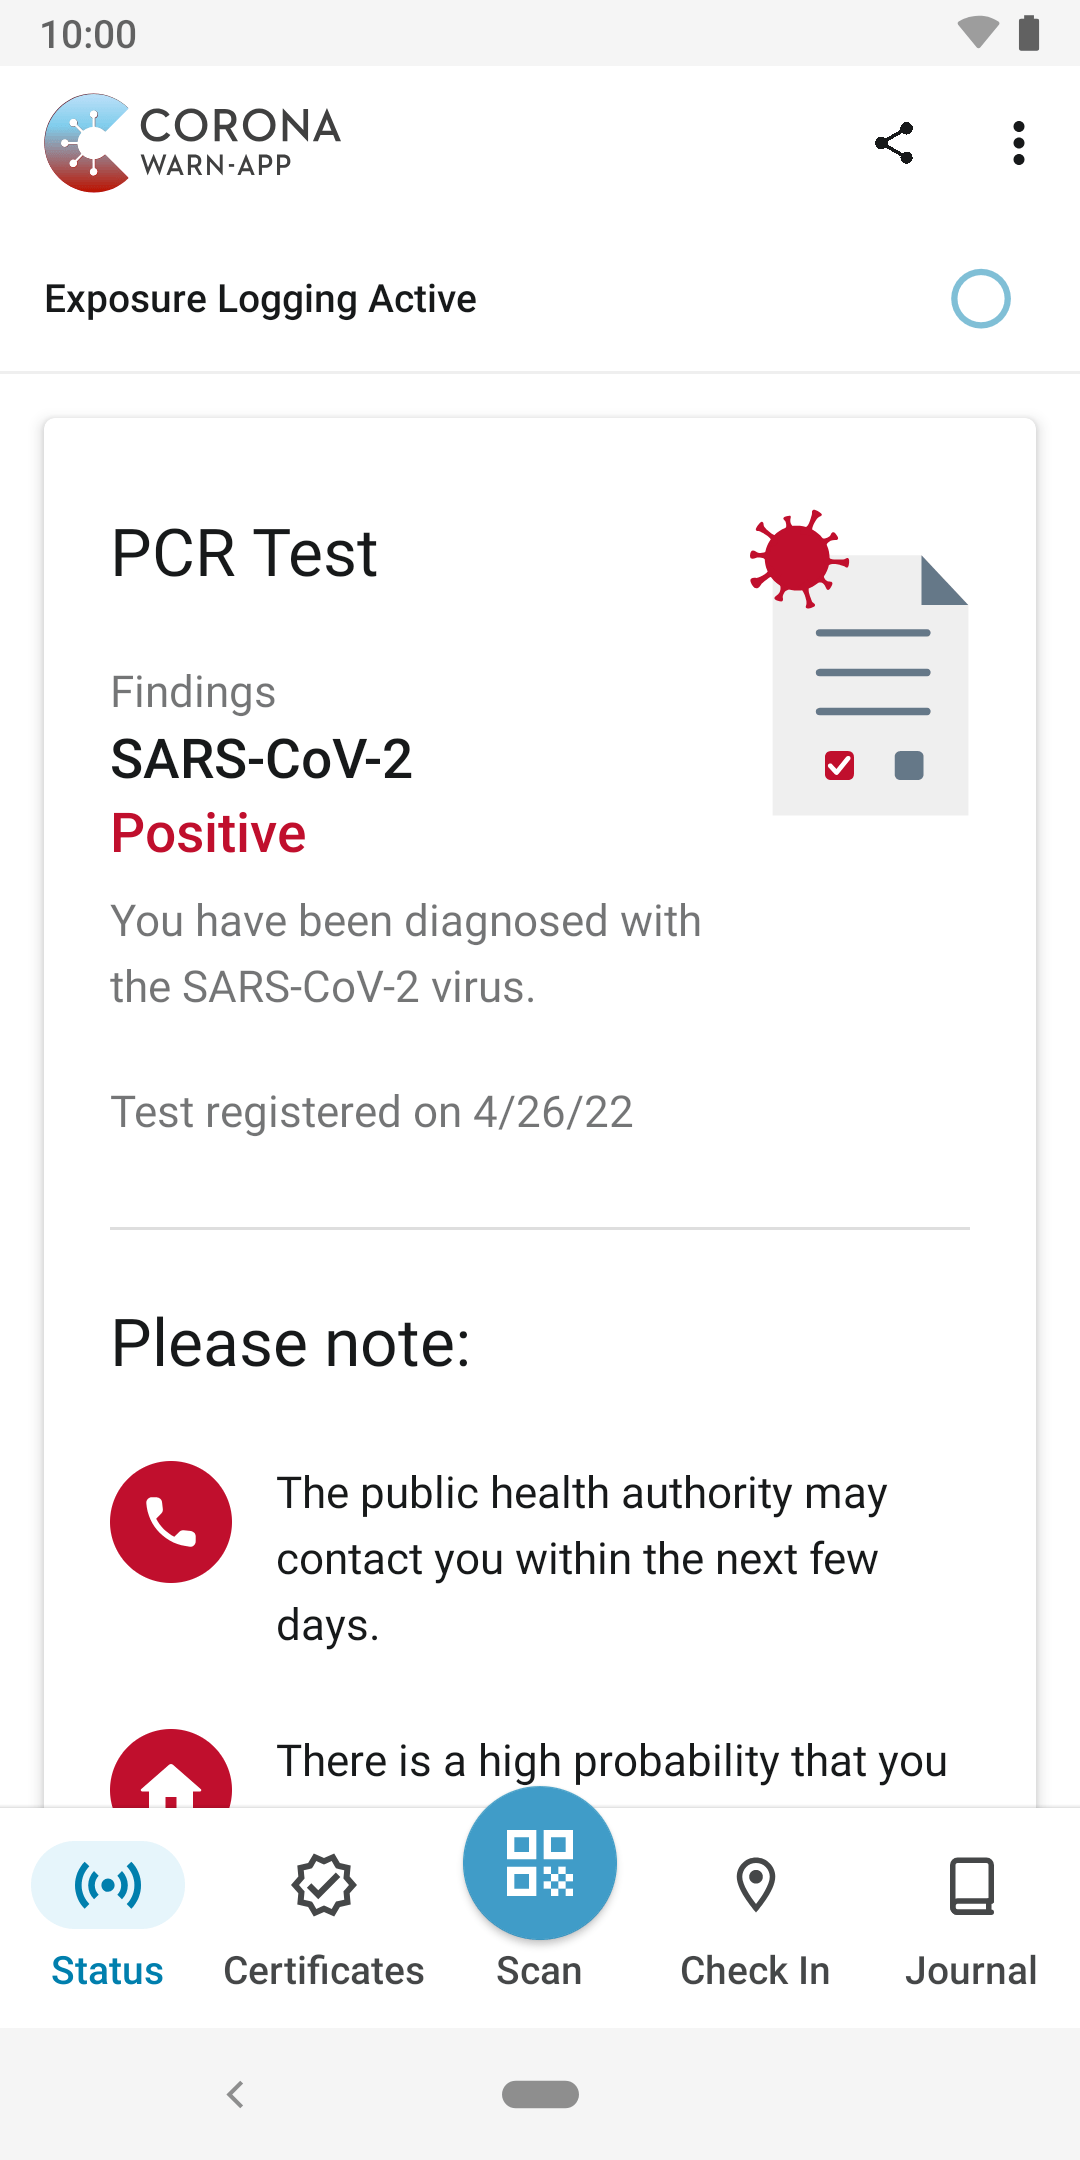 10:00
CORONA
WARN-APP
Exposure Logging Active
PCR Test
Findings
SARS-CoV-2
Positive
You have been diagnosed with
the SARS-CoV-2 virus.
Test registered on 4/26/22
Please note:
The public health authority may
contact you within the next few
days.
There is a high probability that you
Status
Certificates
Scan
Check In
Journal